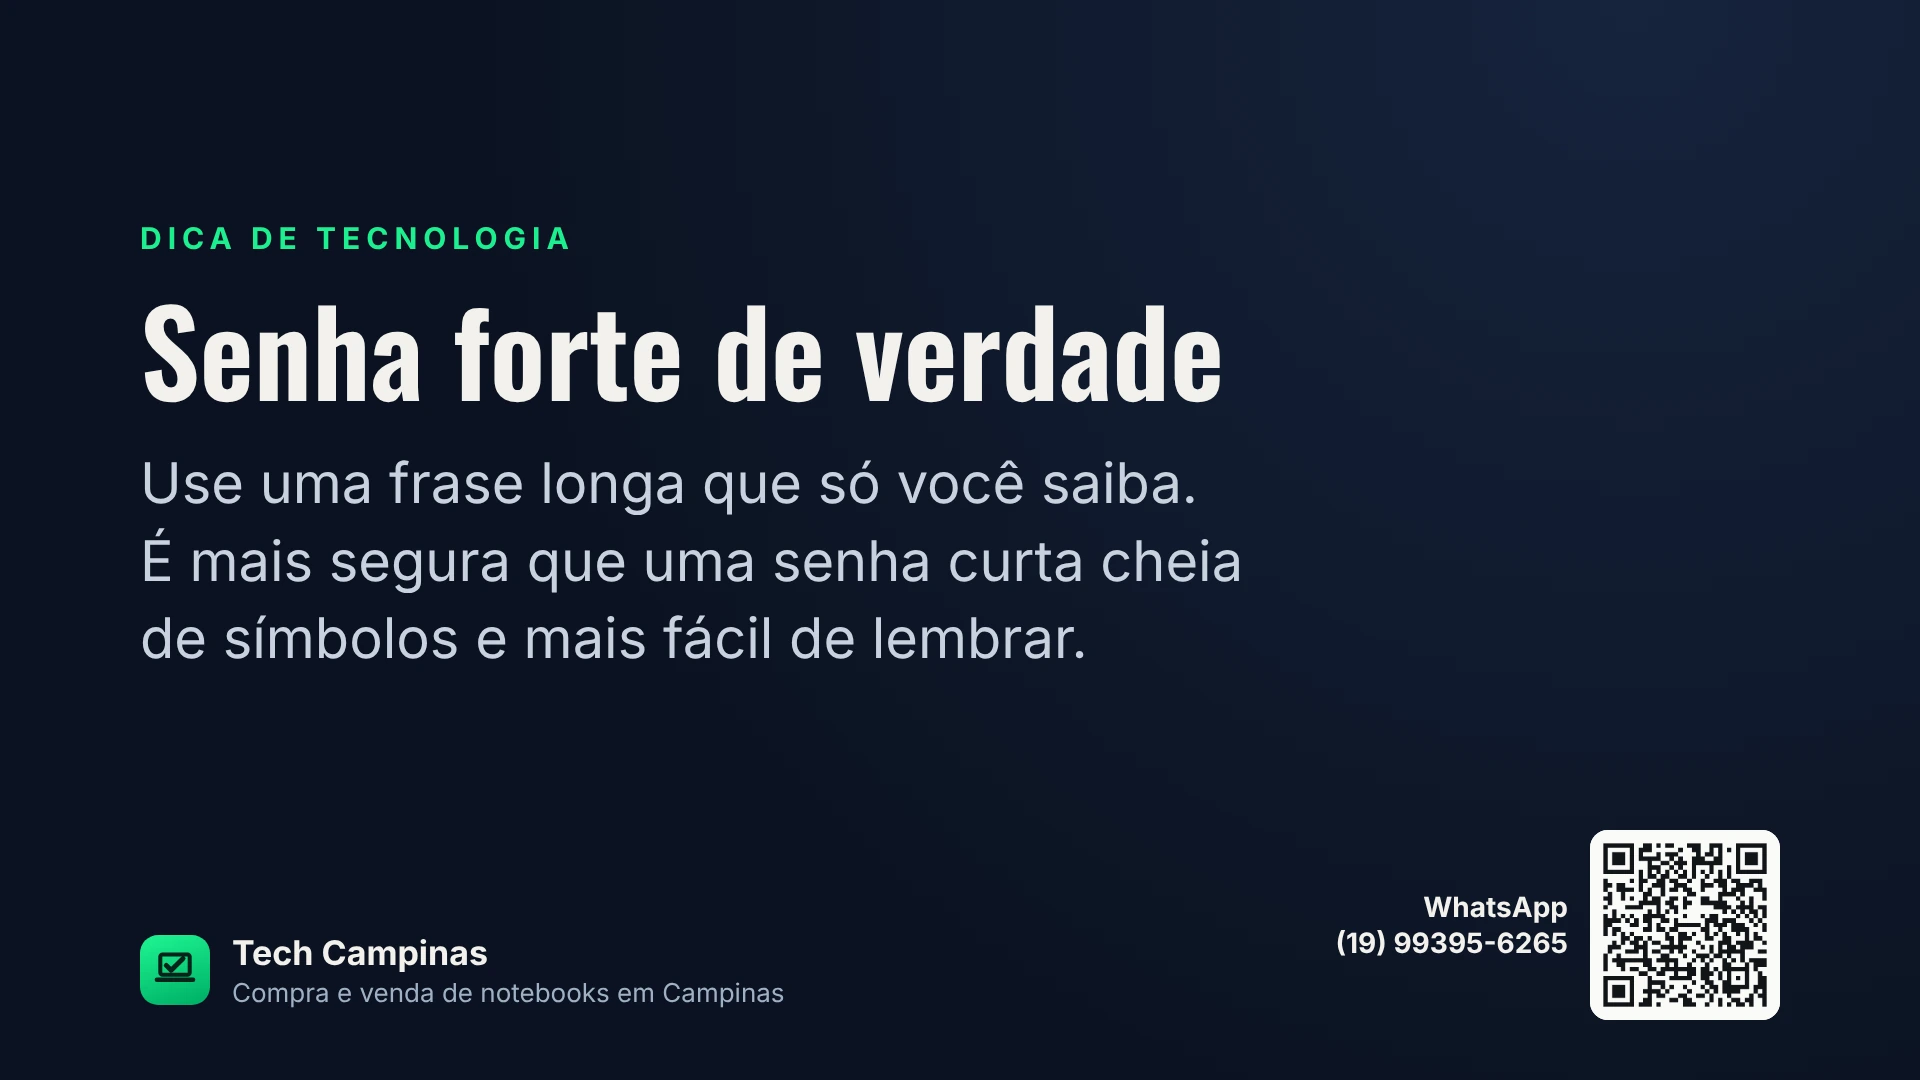 DICA DE TECNOLOGIA
Senha forte de verdade
Use uma frase longa que só você saiba.
É mais segura que uma senha curta cheia
de símbolos e mais fácil de lembrar.
Tech Campinas
Compra e venda de notebooks em Campinas
WhatsApp
(19) 99395-6265